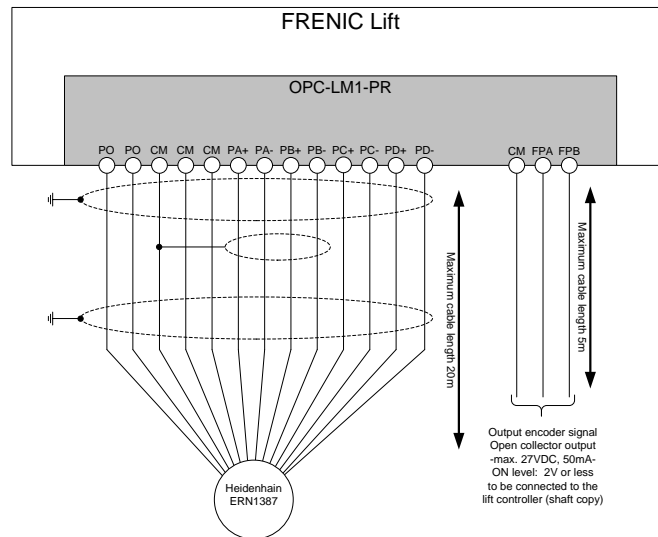 FRENIC Lift
OPC-LM1-PR
PO PO CM CM CM PA+ PA- PB+ PB- PC+ PC- PD+ PD- CM FPA FPB
Maximum cable length 20m
Maximum cable length 5m
Output encoder signal
Open collector output
-max. 27VDC, 50mA-
ON level: 2V or less
to be connected to the
lift controller (shaft copy)
Heidenhain
ERN1387